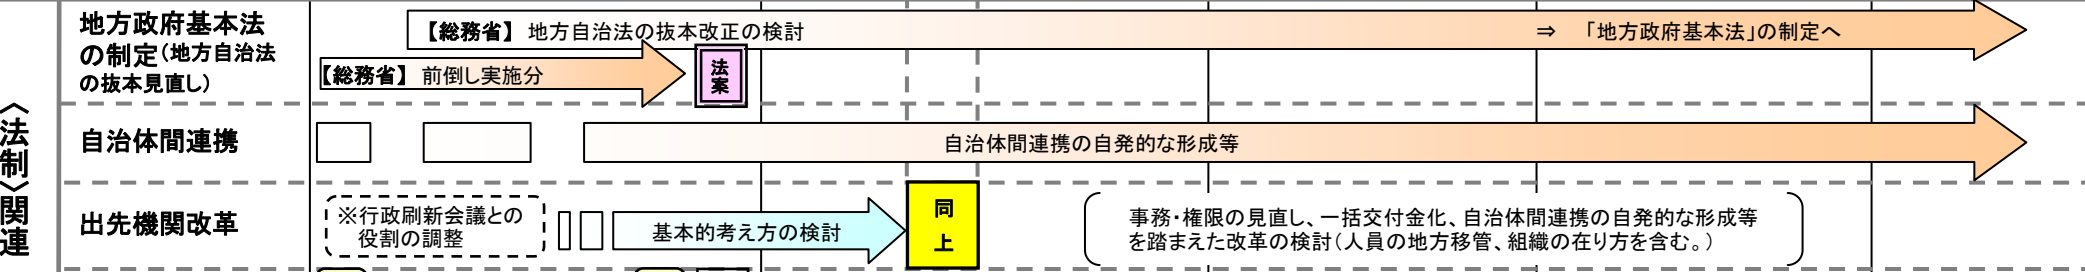 〈法制〉関連
地方政府基本法
の制定(地方自治法
の抜本見直し)
【総務省】 地方自治法の抜本改正の検討
⇒ 「地方政府基本法」の制定へ
【総務省】 前倒し実施分
法
案
自治体間連携
自治体間連携の自発的な形成等
出先機関改革
※行政刷新会議との
役割の調整
基本的考え方の検討
同
上
事務・権限の見直し、一括交付金化、自治体間連携の自発的な形成等
を踏まえた改革の検討(人員の地方移管、組織の在り方を含む。)